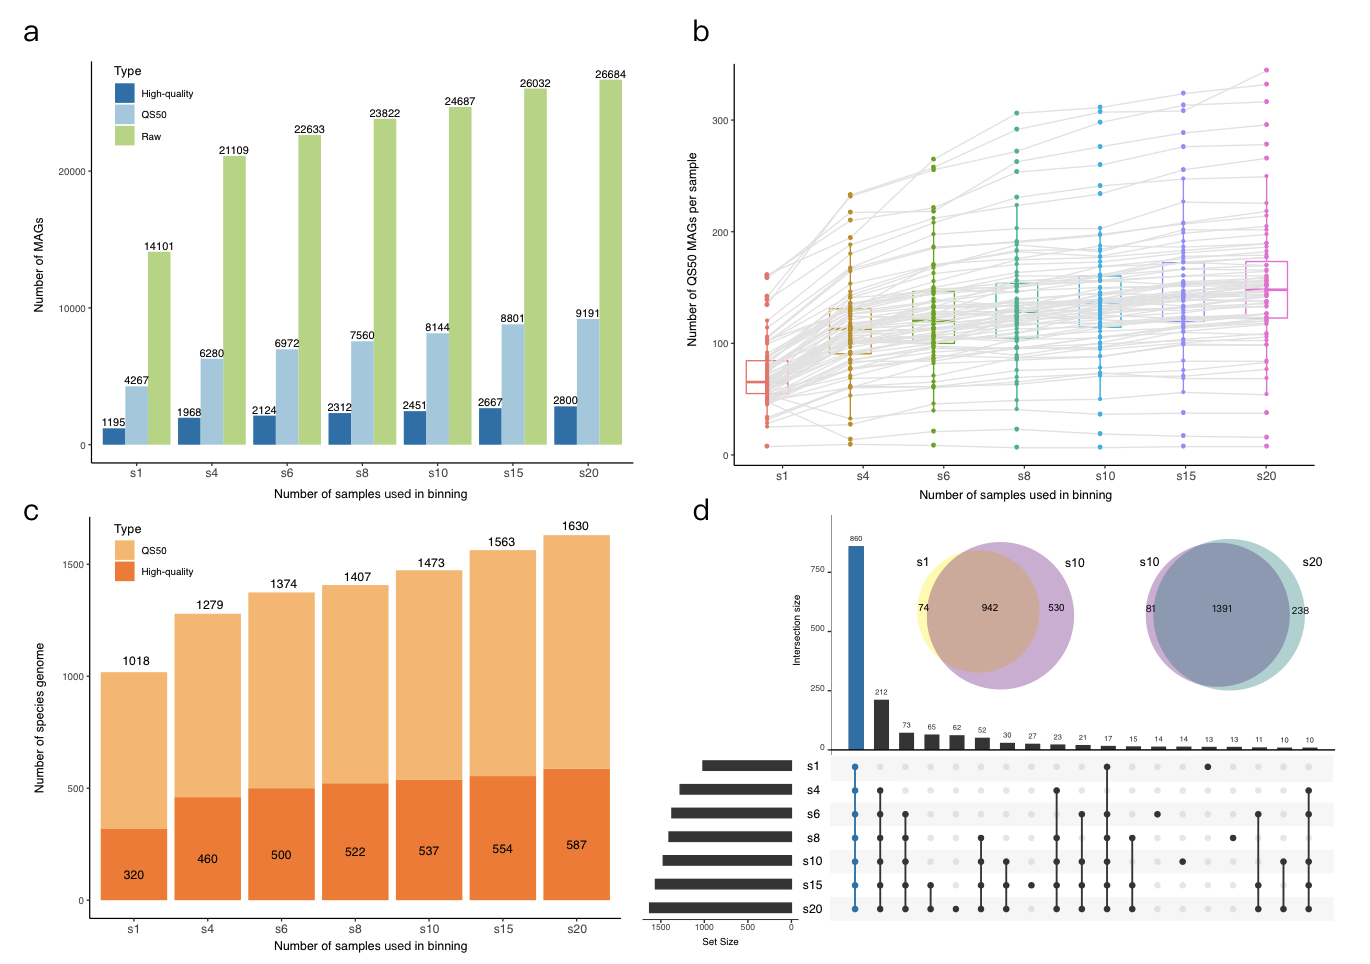 a
Type
High-quality
QS50
Raw
Number of MAGs
20000
10000
0
1195 4267 14101
1968 6280 21109
2124 6972 22633
2312 7560 23822
2451 8144 24687
2667 8801 26032
2800 9191 26684
s1 s4 s6 s8 s10 s15 s20
Number of samples used in binning
b
Number of QS50 MAGs per sample
300
200
100
0
s1 s4 s6 s8 s10 s15 s20
Number of samples used in binning
c
Type
QS50
High-quality
Number of species genome
1500
1000
500
0
1018 1279 1374 1407 1473 1563 1630
320 460 500 522 537 554 587
s1 s4 s6 s8 s10 s15 s20
Number of samples used in binning
d
Intersection size
750
500
250
0
860 212 73 65 62 52 30 27 23 21 17 15 14 14 13 13 11 10 10
s1 s10
74 942 530
s10 s20
81 1391 238
s1
s4
s6
s8
s10
s15
s20
1500 1000 500 0
Set Size